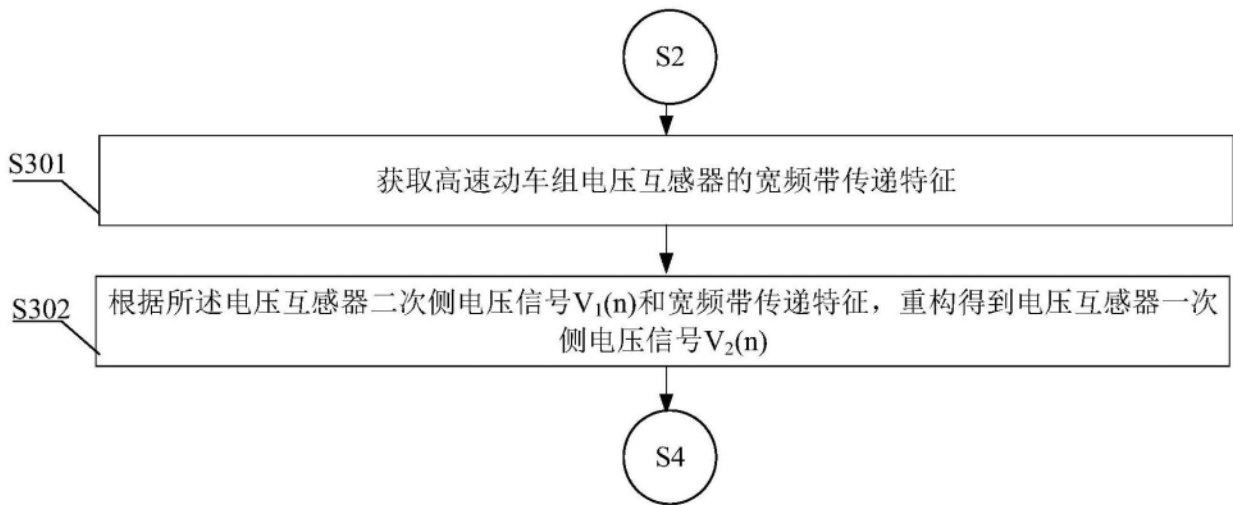 S2
S301
获取高速动车组电压互感器的宽频带传递特征
S302
根据所述电压互感器二次侧电压信号V₁(n)和宽频带传递特征，重构得到电压互感器一次
侧电压信号V₂(n)
S4